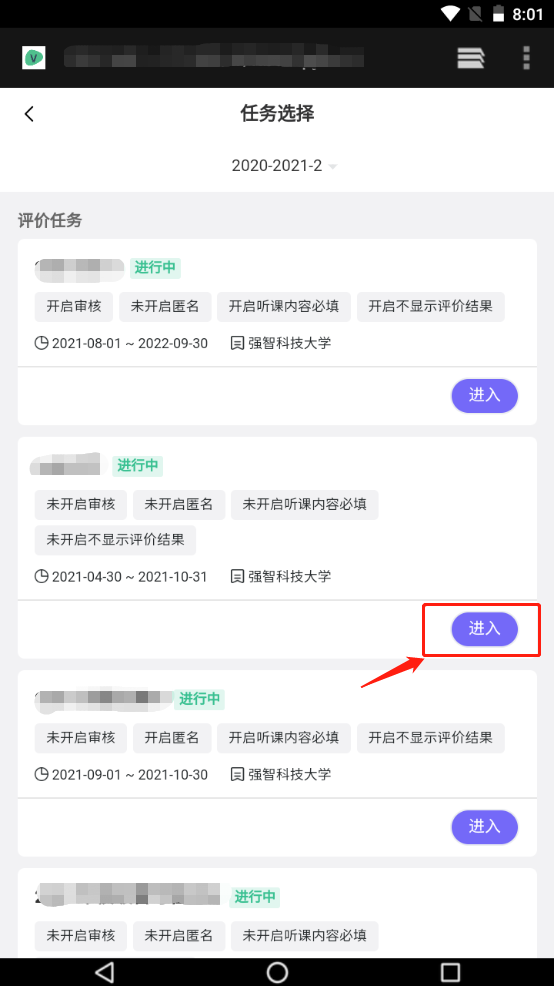 8:01
V
任务选择
2020-2021-2
评价任务
进行中
开启审核 未开启匿名 开启听课内容必填 开启不显示评价结果
2021-08-01 ~ 2022-09-30 强智科技大学
进入
进行中
未开启审核 未开启匿名 未开启听课内容必填
未开启不显示评价结果
2021-04-30 ~ 2021-10-31 强智科技大学
进入
进行中
未开启审核 开启匿名 开启听课内容必填 开启不显示评价结果
2021-09-01 ~ 2021-10-30 强智科技大学
进入
进行中
未开启审核 未开启匿名 未开启听课内容必填